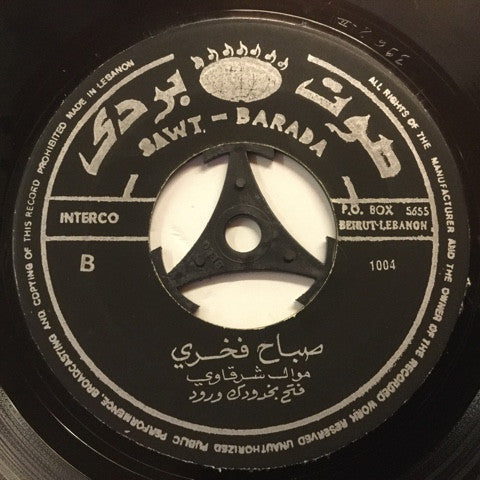 صوت بردى
SAWT - BARADA
INTERCO
P.O. BOX 5655
BEIRUT-LEBANON
B
1004
صباح فخري
موال شرقاوي
فتح بخدودك ورود
ALL RIGHTS OF THE MANUFACTURER AND THE OWNER OF THE RECORDED WORK RESERVED UNAUTHORIZED PUBLIC PERFORMENCE, BROADCASTING AND COPYING OF THIS RECORD PROHIBITED MADE IN LEBANON